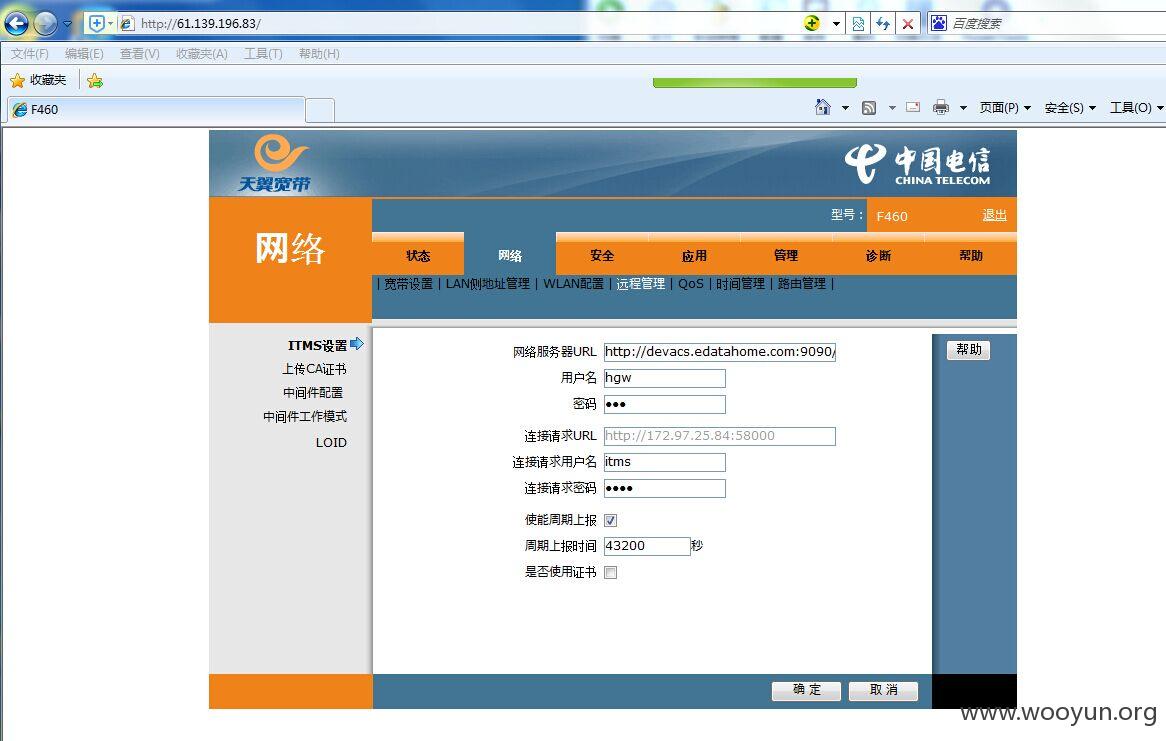 http://61.139.196.83/
百度搜索
文件(F) 编辑(E) 查看(V) 收藏夹(A) 工具(T) 帮助(H)
收藏夹
F460
页面(P) 安全(S) 工具(O)
天翼宽带
中国电信
CHINA TELECOM
型号： F460 退出
网络
状态 网络 安全 应用 管理 诊断 帮助
| 宽带设置 | LAN侧地址管理 | WLAN配置 | 远程管理 | QoS | 时间管理 | 路由管理 |
ITMS设置
上传CA证书
中间件配置
中间件工作模式
LOID
网络服务器URL http://devacs.edatahome.com:9090/
用户名 hgw
密码 •••
连接请求URL http://172.97.25.84:58000
连接请求用户名 itms
连接请求密码 ••••
使能周期上报
周期上报时间 43200 秒
是否使用证书
帮助
确 定 取 消
www.wooyun.org